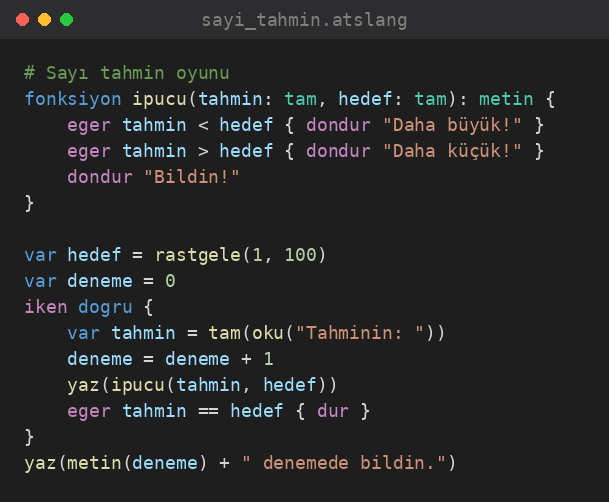 sayi_tahmin.atslang
# Sayı tahmin oyunu
fonksiyon ipucu(tahmin: tam, hedef: tam): metin {
    eger tahmin < hedef { dondur "Daha büyük!" }
    eger tahmin > hedef { dondur "Daha küçük!" }
    dondur "Bildin!"
}
var hedef = rastgele(1, 100)
var deneme = 0
iken dogru {
    var tahmin = tam(oku("Tahminin: "))
    deneme = deneme + 1
    yaz(ipucu(tahmin, hedef))
    eger tahmin == hedef { dur }
}
yaz(metin(deneme) + " denemede bildin.")